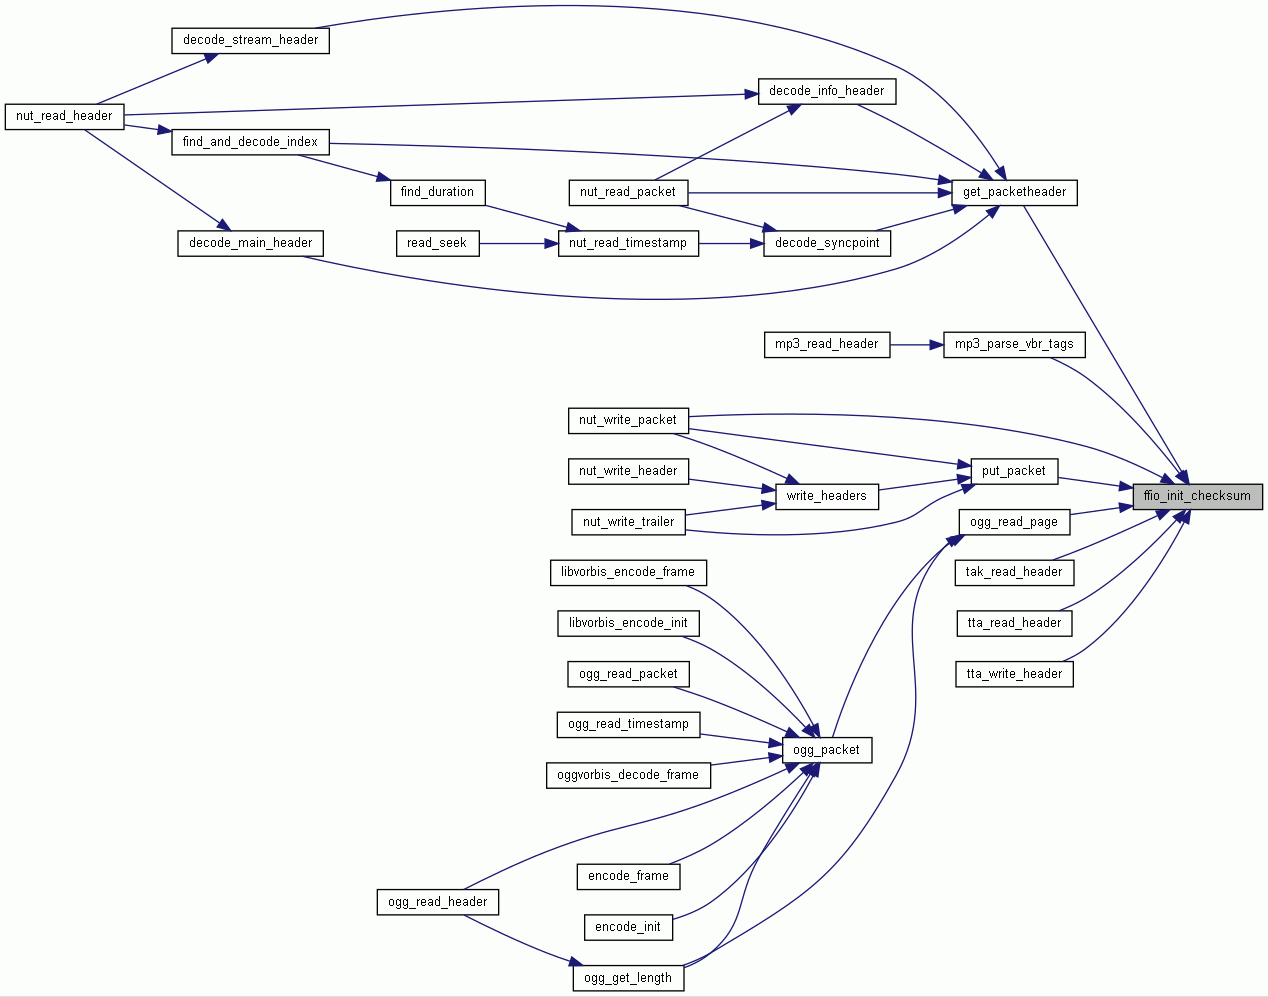 decode_stream_header
decode_info_header
nut_read_header
find_and_decode_index
find_duration
nut_read_packet
get_packetheader
decode_main_header
read_seek
nut_read_timestamp
decode_syncpoint
mp3_read_header
mp3_parse_vbr_tags
nut_write_packet
nut_write_header
put_packet
write_headers
ffio_init_checksum
nut_write_trailer
ogg_read_page
libvorbis_encode_frame
tak_read_header
libvorbis_encode_init
tta_read_header
ogg_read_packet
tta_write_header
ogg_read_timestamp
ogg_packet
oggvorbis_decode_frame
encode_frame
ogg_read_header
encode_init
ogg_get_length